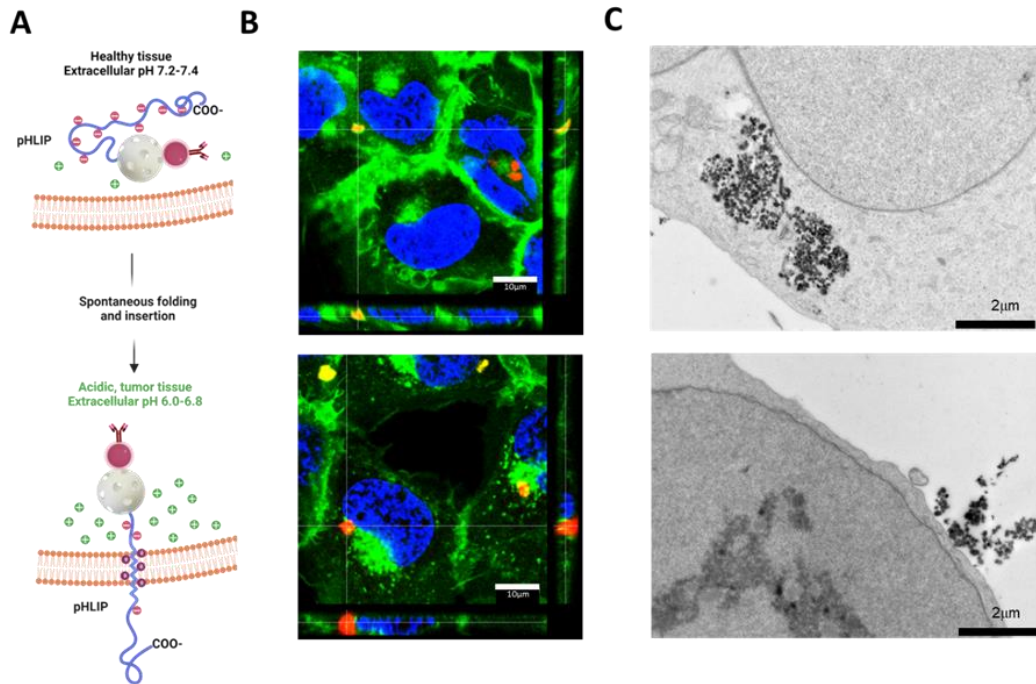 A
B
C
Healthy tissue
Extracellular pH 7.2-7.4
COO-
pHLIP
Spontaneous folding
and insertion
Acidic, tumor tissue
Extracellular pH 6.0-6.8
pHLIP
COO-
10µm
10µm
2µm
2µm